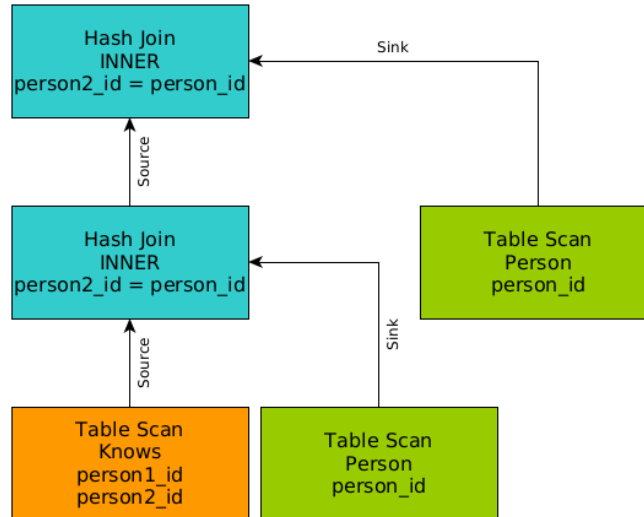 Hash Join
INNER
person2_id = person_id
Sink
Source
Hash Join
INNER
person2_id = person_id
Table Scan
Person
person_id
Sink
Source
Table Scan
Knows
person1_id
person2_id
Table Scan
Person
person_id